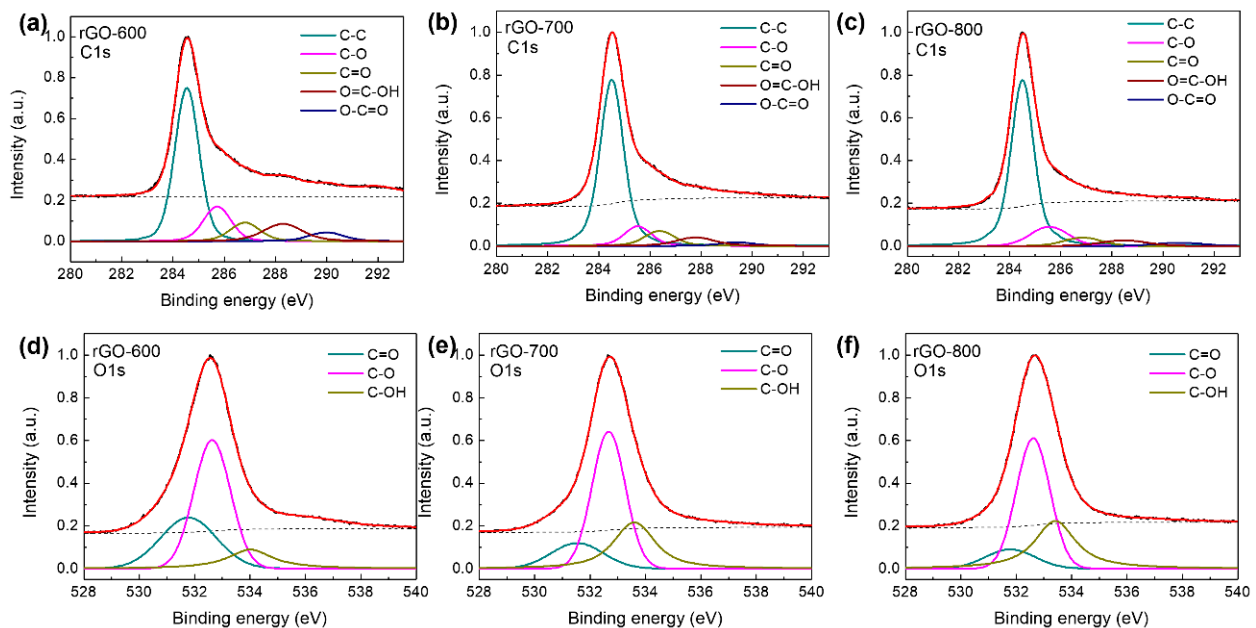 (a)
rGO-600
C1s
C-C
C-O
C=O
O=C-OH
O-C=O
Intensity (a.u.)
1.0
0.8
0.6
0.4
0.2
0.0
280 282 284 286 288 290 292
Binding energy (eV)
(b)
rGO-700
C1s
C-C
C-O
C=O
O=C-OH
O-C=O
Intensity (a.u.)
1.0
0.8
0.6
0.4
0.2
0.0
280 282 284 286 288 290 292
Binding energy (eV)
(c)
rGO-800
C1s
C-C
C-O
C=O
O=C-OH
O-C=O
Intensity (a.u.)
1.0
0.8
0.6
0.4
0.2
0.0
280 282 284 286 288 290 292
Binding energy (eV)
(d)
rGO-600
O1s
C=O
C-O
C-OH
Intensity (a.u.)
1.0
0.8
0.6
0.4
0.2
0.0
528 530 532 534 536 538 540
Binding energy (eV)
(e)
rGO-700
O1s
C=O
C-O
C-OH
Intensity (a.u.)
1.0
0.8
0.6
0.4
0.2
0.0
528 530 532 534 536 538 540
Binding energy (eV)
(f)
rGO-800
O1s
C=O
C-O
C-OH
Intensity (a.u.)
1.0
0.8
0.6
0.4
0.2
0.0
528 530 532 534 536 538 540
Binding energy (eV)